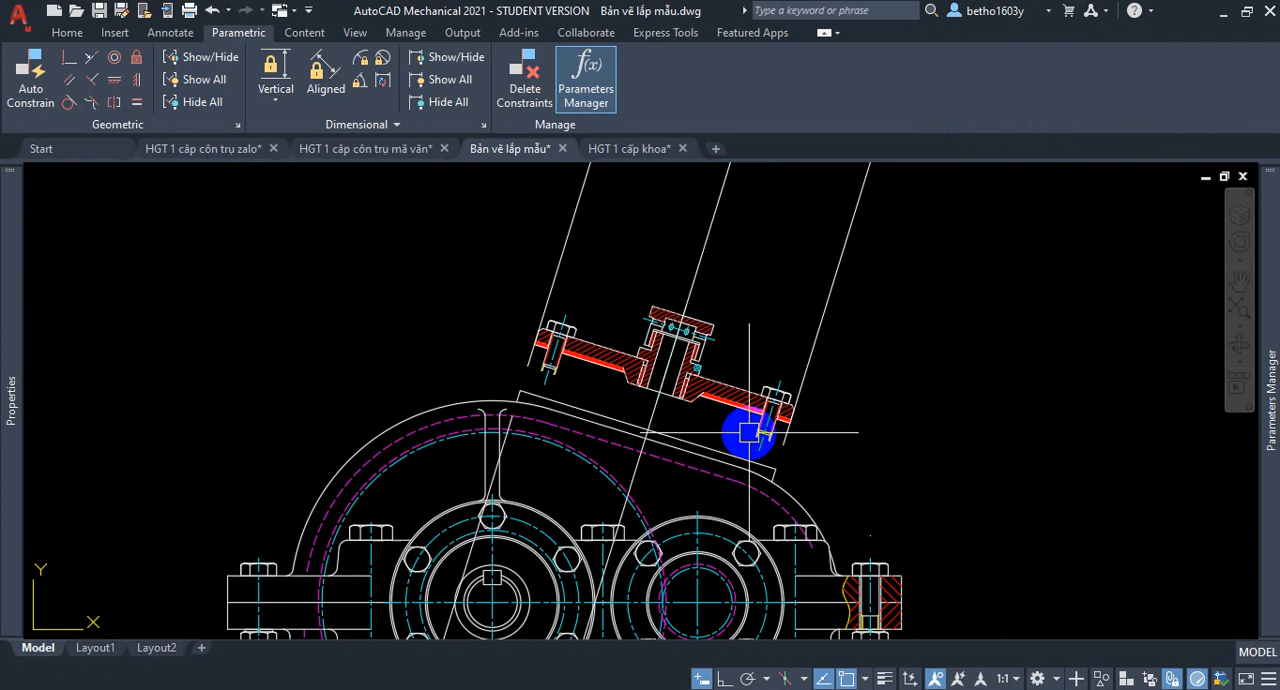 AutoCAD Mechanical 2021 - STUDENT VERSION Bản vẽ lắp mẫu.dwg Type a keyword or phrase betho1603y
Home Insert Annotate Parametric Content View Manage Output Add-ins Collaborate Express Tools Featured Apps
Auto Constrain
Show/Hide
Show All
Hide All
Geometric
Vertical
Aligned
Show/Hide
Show All
Hide All
Dimensional
Delete Constraints
f(x) Parameters Manager
Manage
Start HGT 1 câp côn trụ zalo* HGT 1 câp côn trụ mã văn* Bản vẽ lắp mẫu* HGT 1 cấp khoa*
Properties
Parameters Manager
Y
X
Model Layout1 Layout2
MODEL
1:1